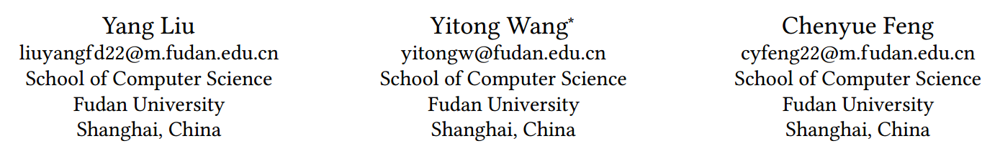 Yang Liu
liuyangfd22@m.fudan.edu.cn
School of Computer Science
Fudan University
Shanghai, China
Yitong Wang*
yitongw@fudan.edu.cn
School of Computer Science
Fudan University
Shanghai, China
Chenyue Feng
cyfeng22@m.fudan.edu.cn
School of Computer Science
Fudan University
Shanghai, China